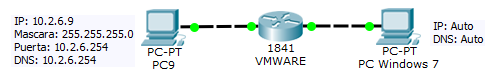 IP: 10.2.6.9
Mascara: 255.255.255.0
Puerta: 10.2.6.254
DNS: 10.2.6.254
PC-PT
PC9
1841
VMWARE
PC-PT
PC Windows 7
IP: Auto
DNS: Auto